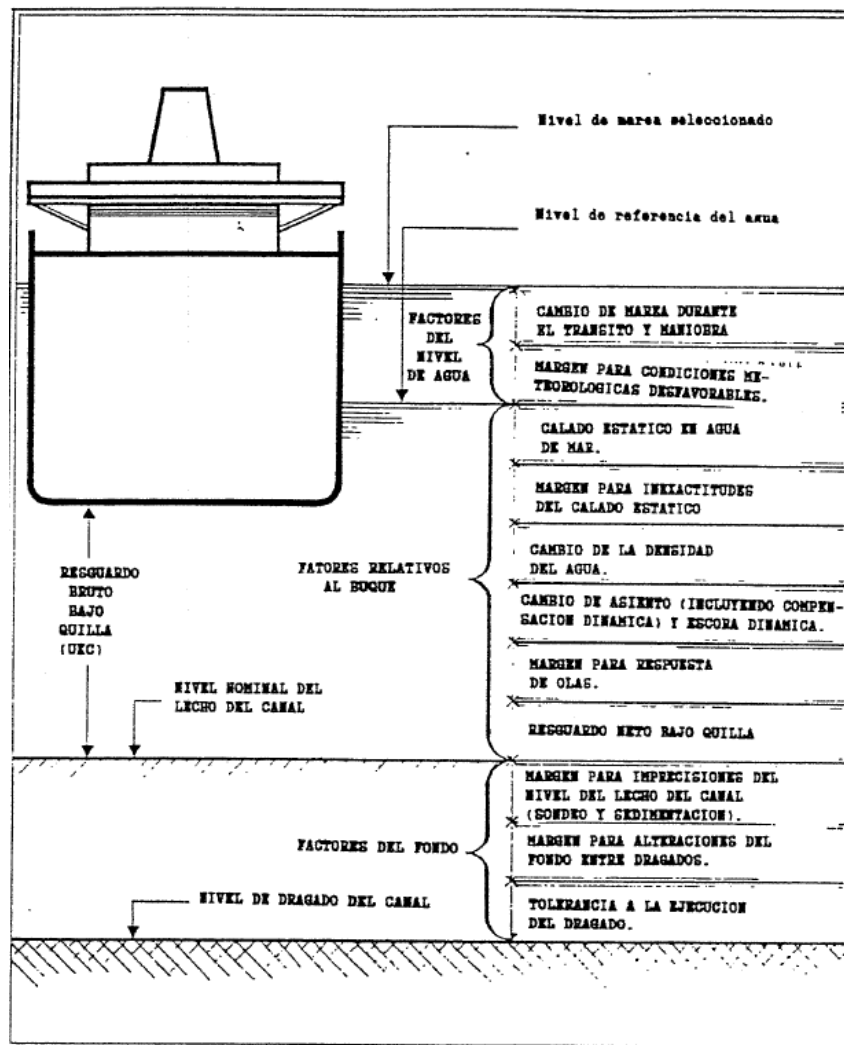 Nivel de marea seleccionado
Nivel de referencia del agua
FACTORES
DEL
NIVEL
DE AGUA
CAMBIO DE MAREA DURANTE
EL TRANSITO Y MANIOBRA
MARGEN PARA CONDICIONES ME-
TEOROLOGICAS DESFAVORABLES.
CALADO ESTATICO EN AGUA
DE MAR.
MARGEN PARA INEXACTITUDES
DEL CALADO ESTATICO
RESGUARDO
BRUTO
BAJO
QUILLA
(UKC)
FATORES RELATIVOS
AL BUQUE
CAMBIO DE LA DENSIDAD
DEL AGUA.
CAMBIO DE ASIENTO (INCLUYENDO COMPEN-
SACION DINAMICA) Y ESCORA DINAMICA.
MARGEN PARA RESPUESTA
DE OLAS.
NIVEL NOMINAL DEL
LECHO DEL CANAL
RESGUARDO NETO BAJO QUILLA
MARGEN PARA IMPRECISIONES DEL
NIVEL DEL LECHO DEL CANAL
(SONDEO Y SEDIMENTACION).
FACTORES DEL FONDO
MARGEN PARA ALTERACIONES DEL
FONDO ENTRE DRAGADOS.
NIVEL DE DRAGADO DEL CANAL
TOLERANCIA A LA EJECUCION
DEL DRAGADO.